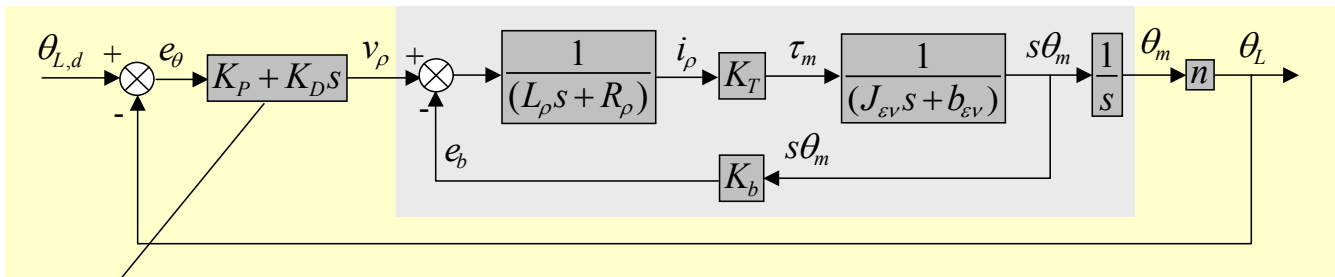 θ_{L,d} + e_θ K_P + K_D s v_ρ + 1/(L_ρ s + R_ρ) i_ρ K_T τ_m 1/(J_{εν} s + b_{εν}) sθ_m 1/s θ_m n θ_L
- -
e_b K_b sθ_m